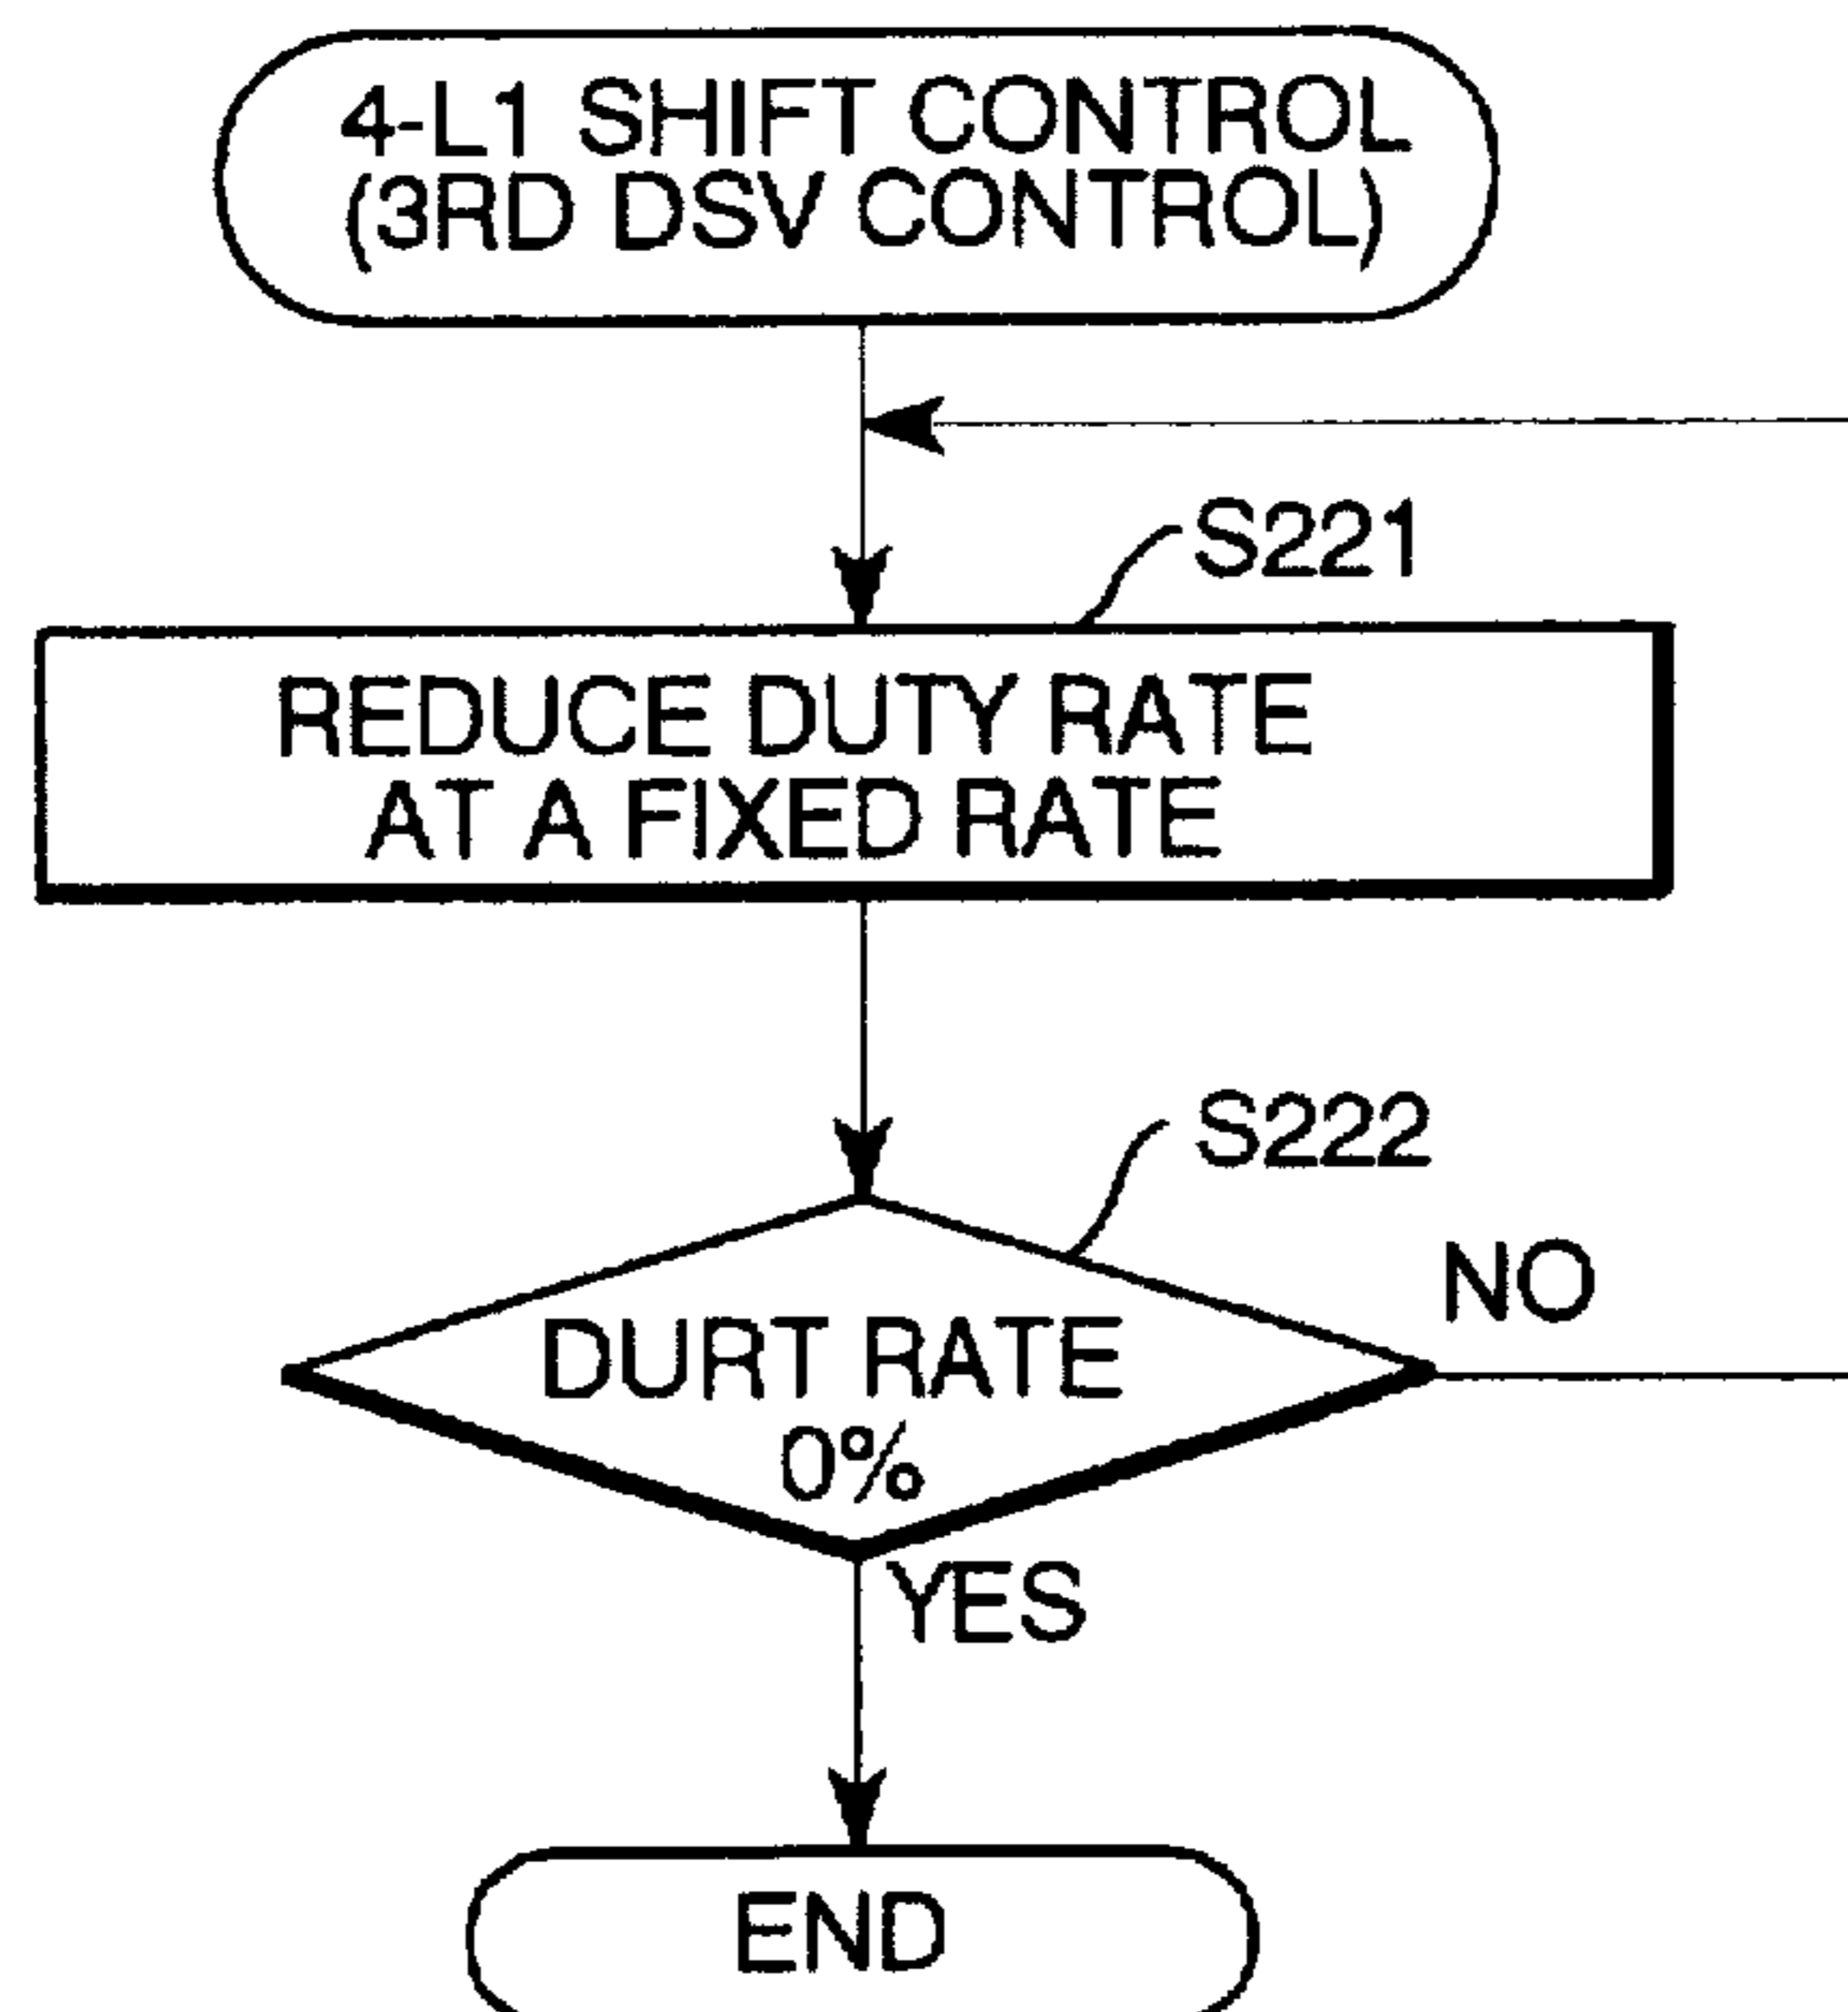 4-L1 SHIFT CONTROL
(3RD DSV CONTROL)
S221
REDUCE DUTY RATE
AT A FIXED RATE
S222
NO
DURT RATE
0%
YES
END